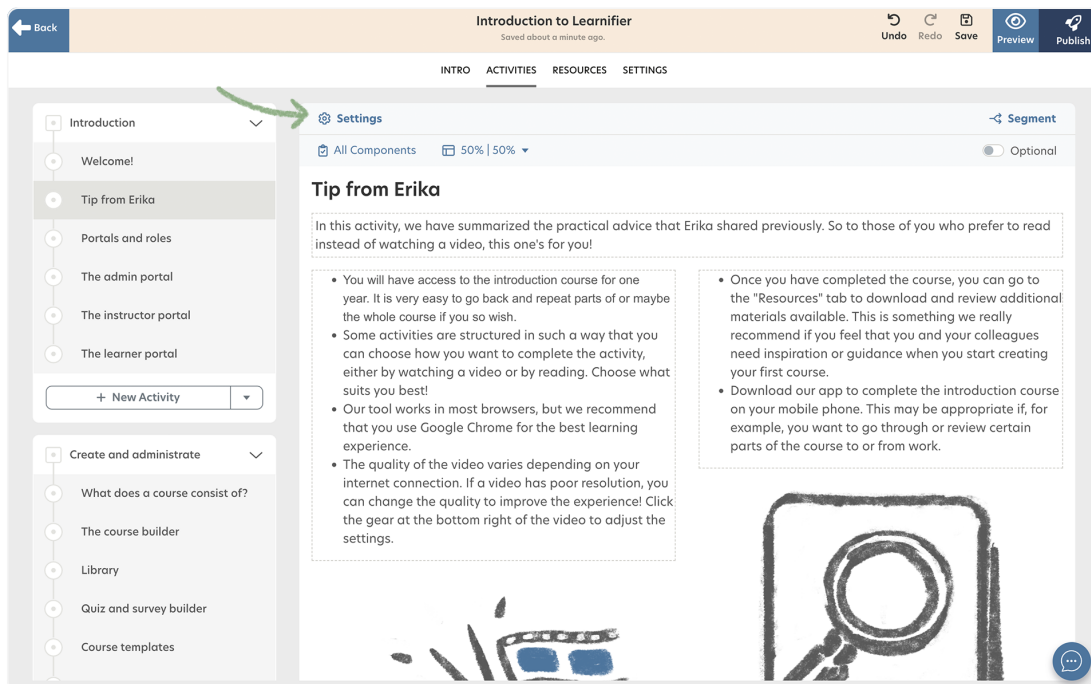 Back
Introduction to Learnifier
Saved about a minute ago.
Undo
Redo
Save
Preview
Publish
INTRO
ACTIVITIES
RESOURCES
SETTINGS
Introduction
Welcome!
Tip from Erika
Portals and roles
The admin portal
The instructor portal
The learner portal
+ New Activity
Create and administrate
What does a course consist of?
The course builder
Library
Quiz and survey builder
Course templates
Settings
Segment
All Components
50% | 50%
Optional
Tip from Erika
In this activity, we have summarized the practical advice that Erika shared previously. So to those of you who prefer to read
instead of watching a video, this one's for you!
• You will have access to the introduction course for one
year. It is very easy to go back and repeat parts of or maybe
the whole course if you so wish.
• Some activities are structured in such a way that you
can choose how you want to complete the activity,
either by watching a video or by reading. Choose what
suits you best!
• Our tool works in most browsers, but we recommend
that you use Google Chrome for the best learning
experience.
• The quality of the video varies depending on your
internet connection. If a video has poor resolution, you
can change the quality to improve the experience! Click
the gear at the bottom right of the video to adjust the
settings.
• Once you have completed the course, you can go to
the "Resources" tab to download and review additional
materials available. This is something we really
recommend if you feel that you and your colleagues
need inspiration or guidance when you start creating
your first course.
• Download our app to complete the introduction course
on your mobile phone. This may be appropriate if, for
example, you want to go through or review certain
parts of the course to or from work.